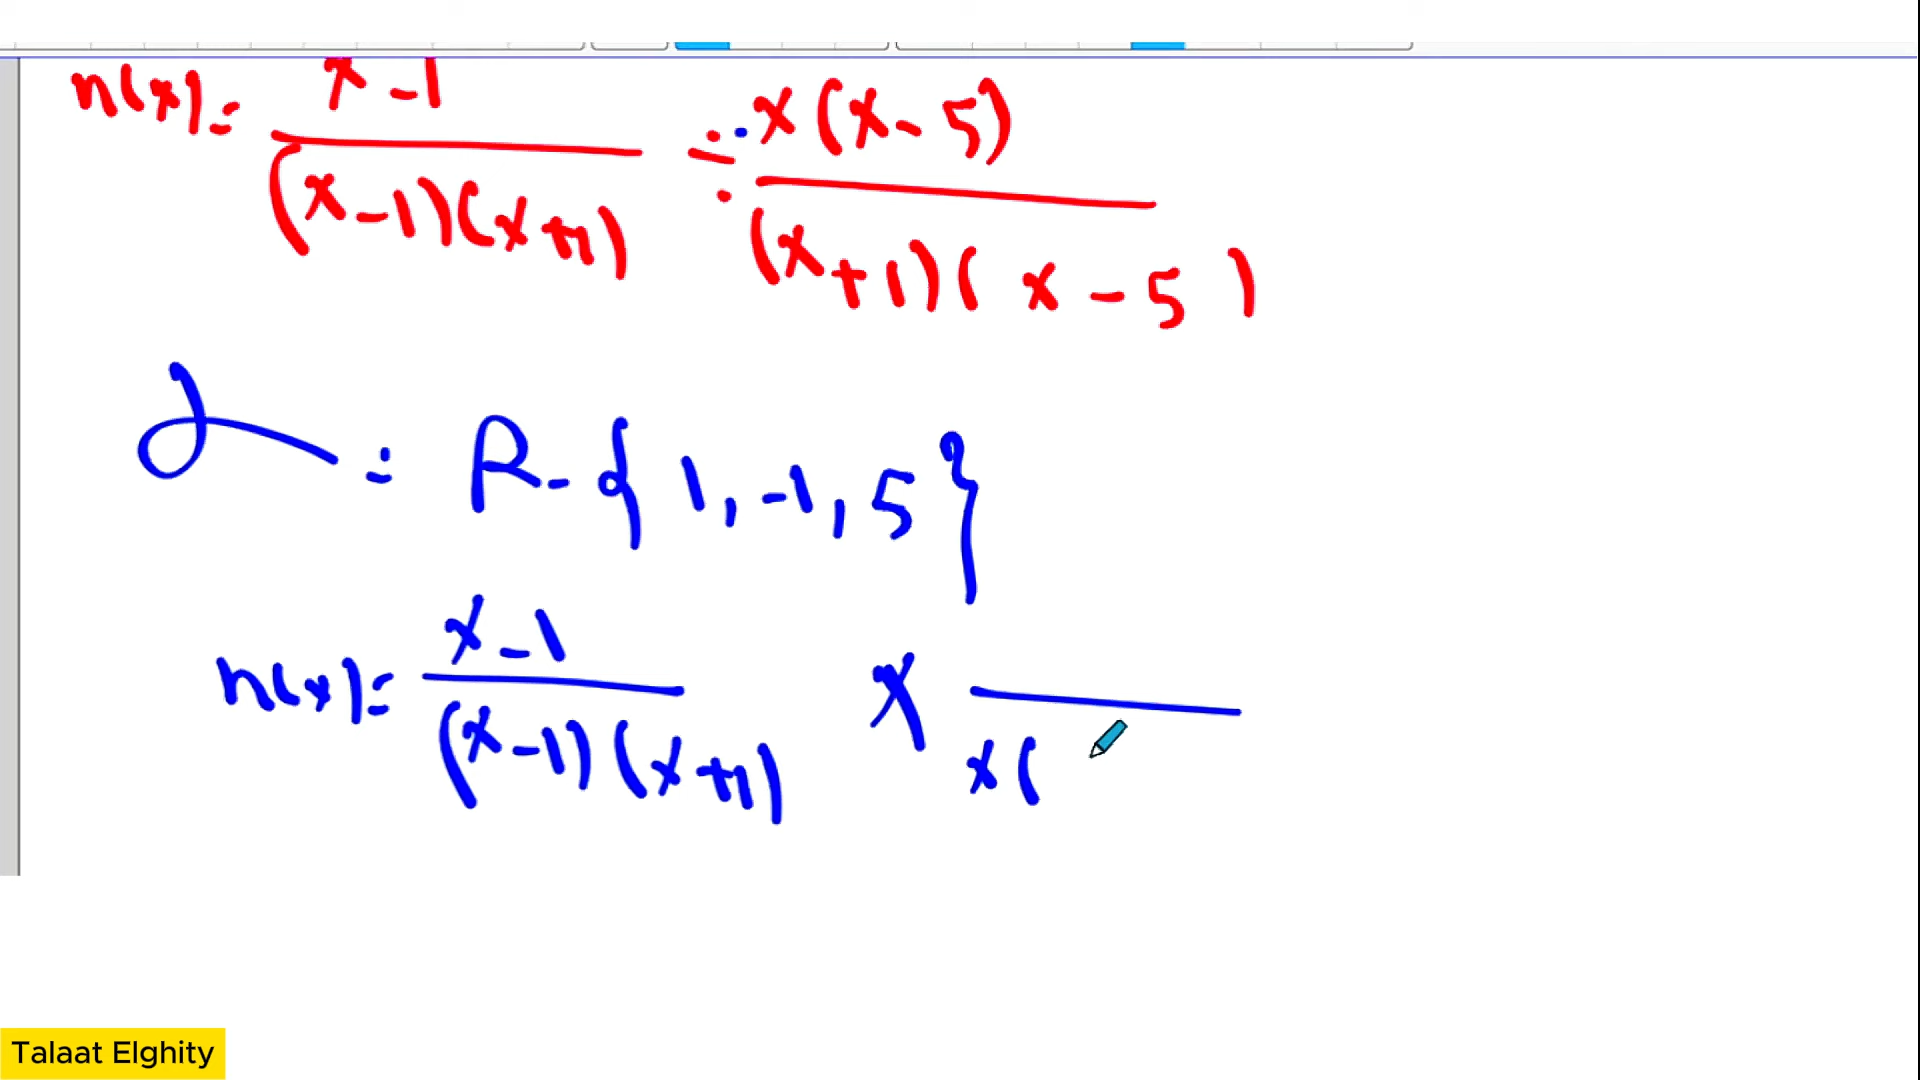 n(x) = x - 1 / (x - 1)(x + 1) ÷ x(x - 5) / (x + 1)(x - 5)
= R - { 1, -1, 5 }
n(x) = x - 1 / (x - 1)(x + 1) × / x(
Talaat Elghity